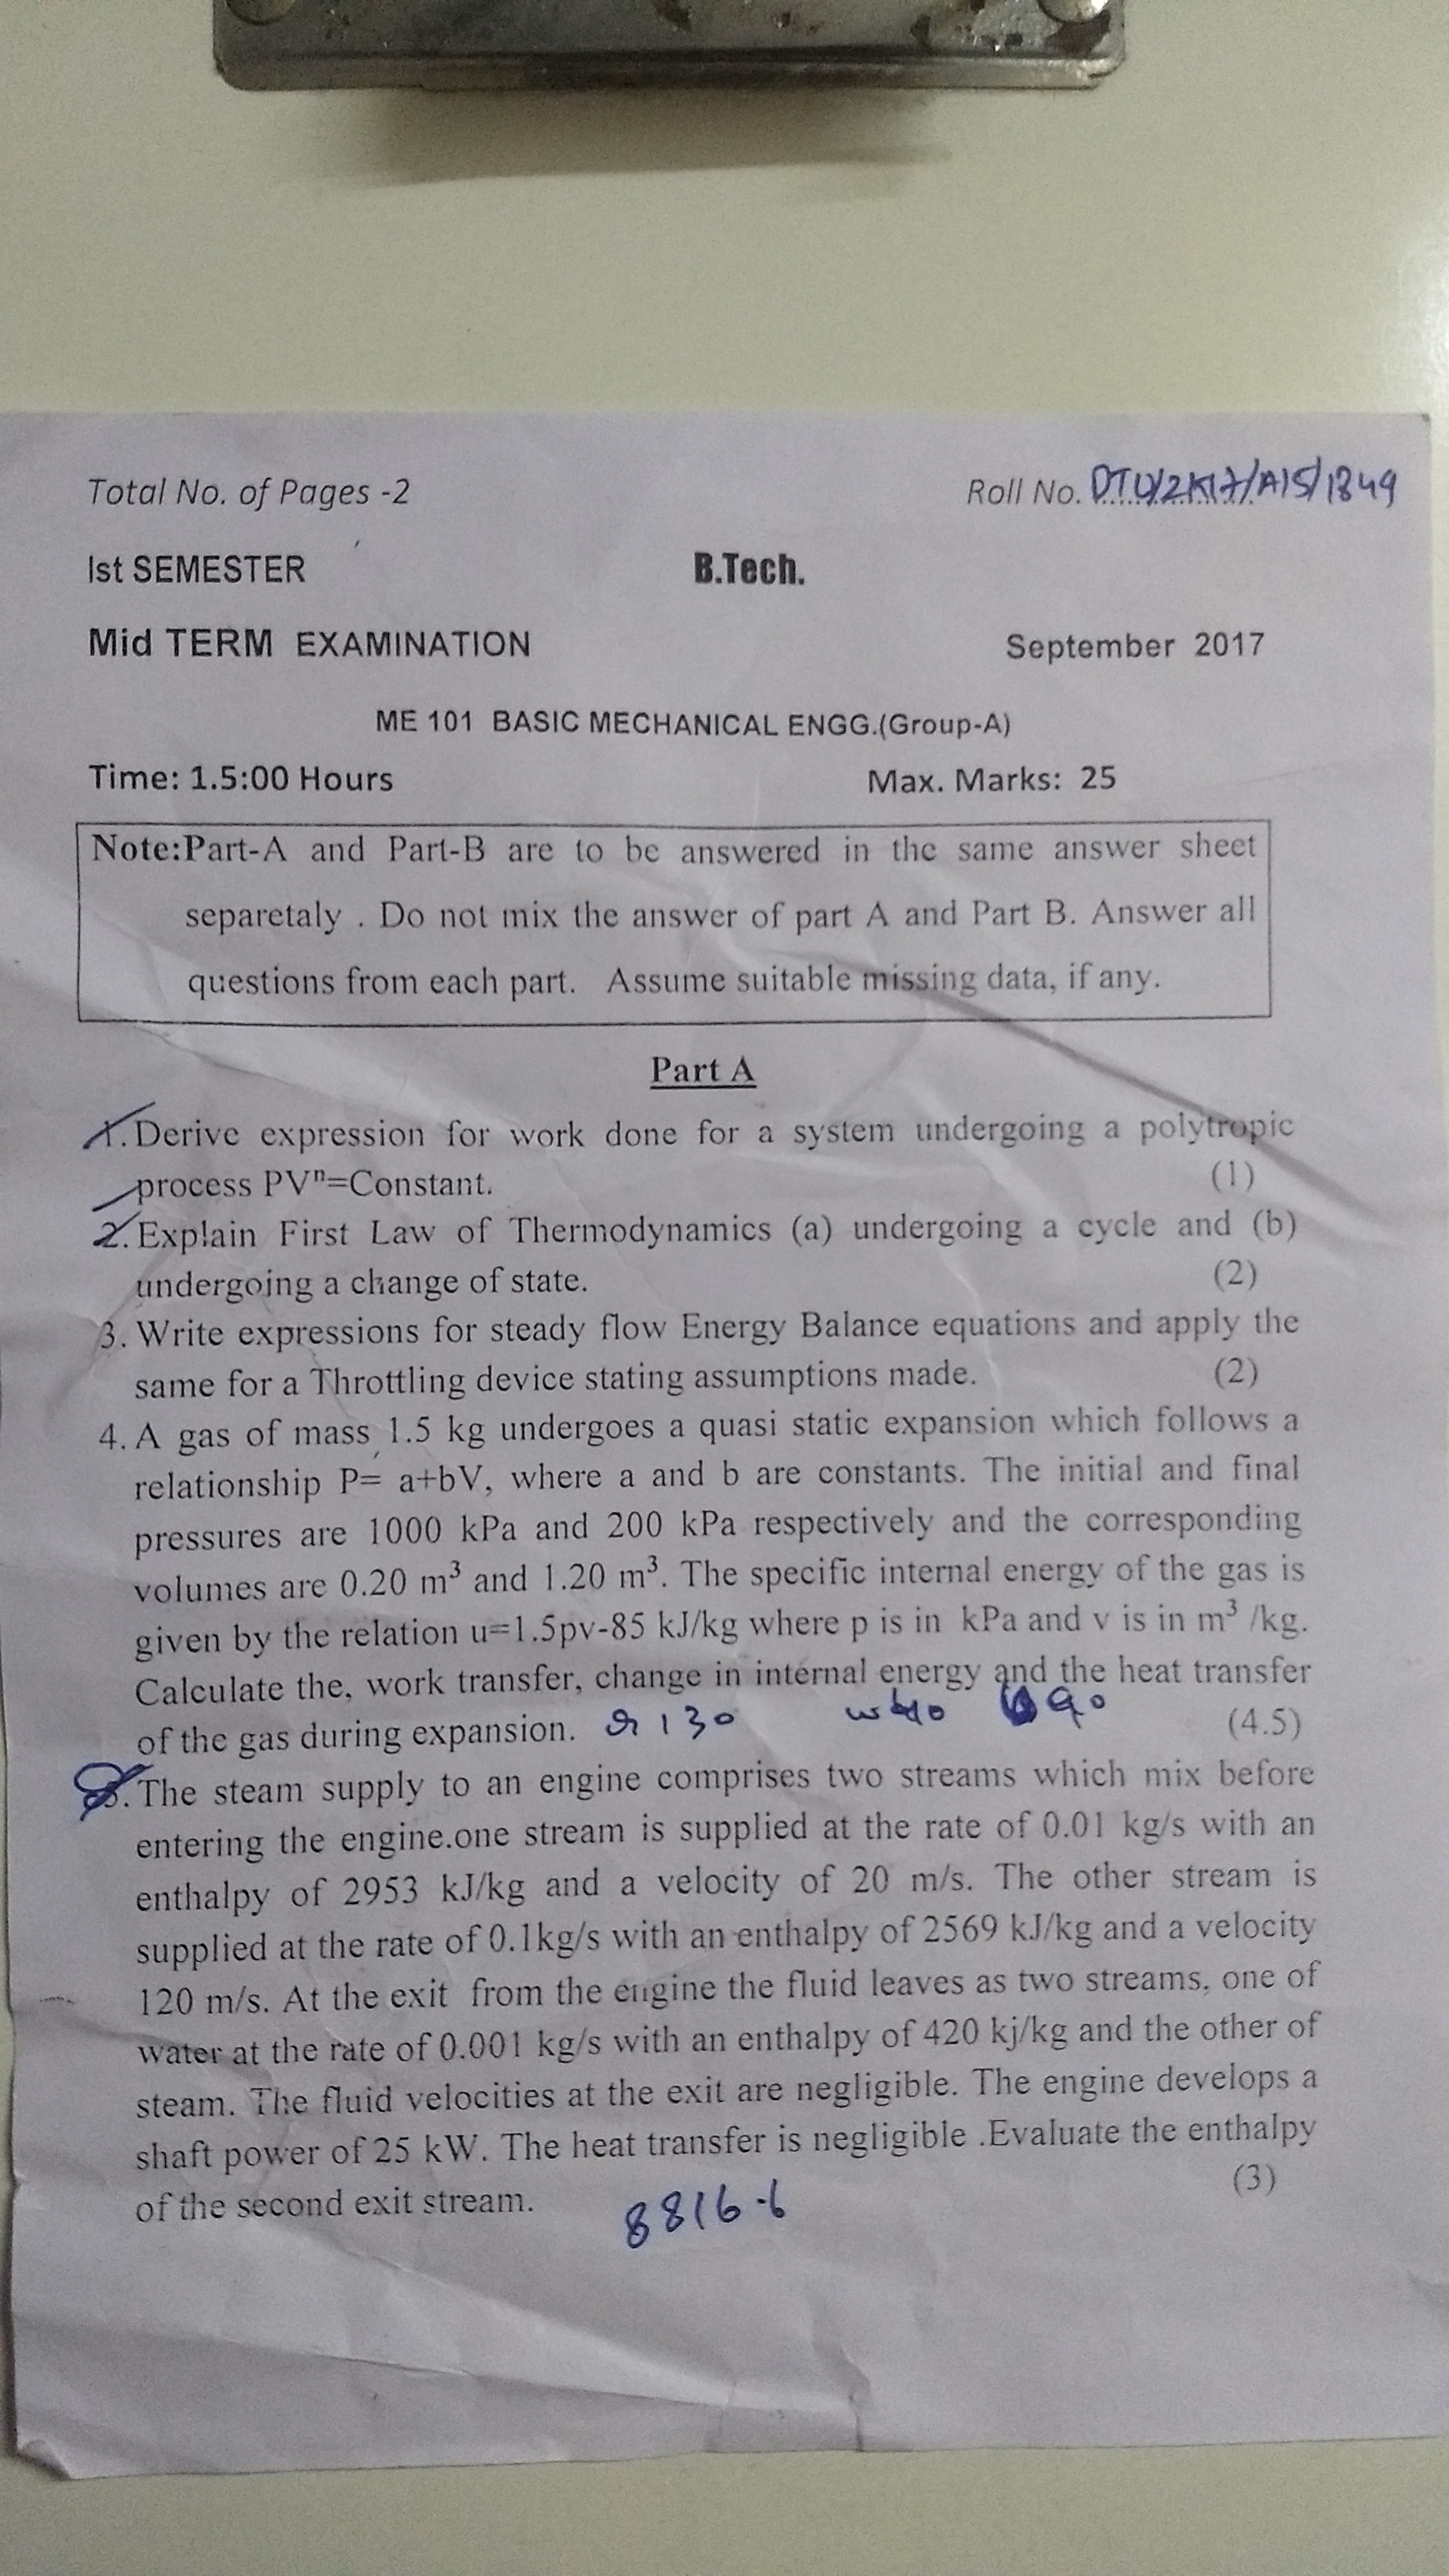 Total No. of Pages -2 Roll No. DTU/2K17/A15/1849
Ist SEMESTER B.Tech.
Mid TERM EXAMINATION September 2017
ME 101 BASIC MECHANICAL ENGG.(Group-A)
Time: 1.5:00 Hours Max. Marks: 25
Note:Part-A and Part-B are to be answered in the same answer sheet
separetaly . Do not mix the answer of part A and Part B. Answer all
questions from each part. Assume suitable missing data, if any.
Part A
1. Derive expression for work done for a system undergoing a polytropic
process PVⁿ=Constant. (1)
2. Explain First Law of Thermodynamics (a) undergoing a cycle and (b)
undergoing a change of state. (2)
3. Write expressions for steady flow Energy Balance equations and apply the
same for a Throttling device stating assumptions made. (2)
4. A gas of mass 1.5 kg undergoes a quasi static expansion which follows a
relationship P= a+bV, where a and b are constants. The initial and final
pressures are 1000 kPa and 200 kPa respectively and the corresponding
volumes are 0.20 m³ and 1.20 m³. The specific internal energy of the gas is
given by the relation u=1.5pv-85 kJ/kg where p is in kPa and v is in m³ /kg.
Calculate the, work transfer, change in internal energy and the heat transfer
of the gas during expansion. 130 90 (4.5)
The steam supply to an engine comprises two streams which mix before
entering the engine.one stream is supplied at the rate of 0.01 kg/s with an
enthalpy of 2953 kJ/kg and a velocity of 20 m/s. The other stream is
supplied at the rate of 0.1kg/s with an enthalpy of 2569 kJ/kg and a velocity
120 m/s. At the exit from the engine the fluid leaves as two streams, one of
water at the rate of 0.001 kg/s with an enthalpy of 420 kj/kg and the other of
steam. The fluid velocities at the exit are negligible. The engine develops a
shaft power of 25 kW. The heat transfer is negligible .Evaluate the enthalpy
of the second exit stream. 8816.6 (3)